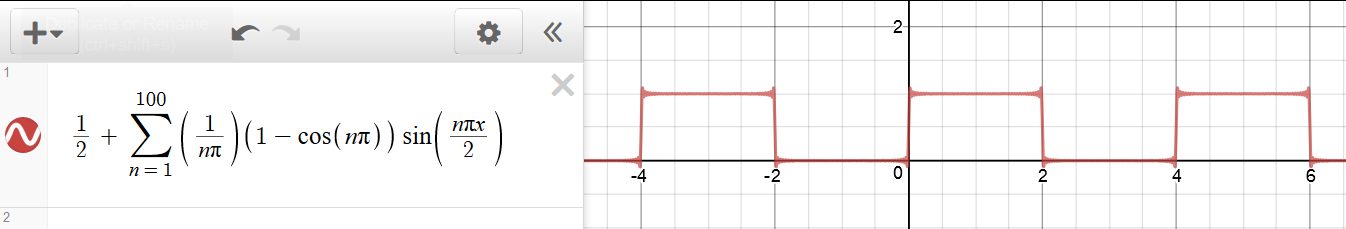 1
1/2 + ∑_{n=1}^{100} (1/(nπ)) (1 − cos(nπ)) sin(nπx/2)
2
2
-4 -2 0 2 4 6